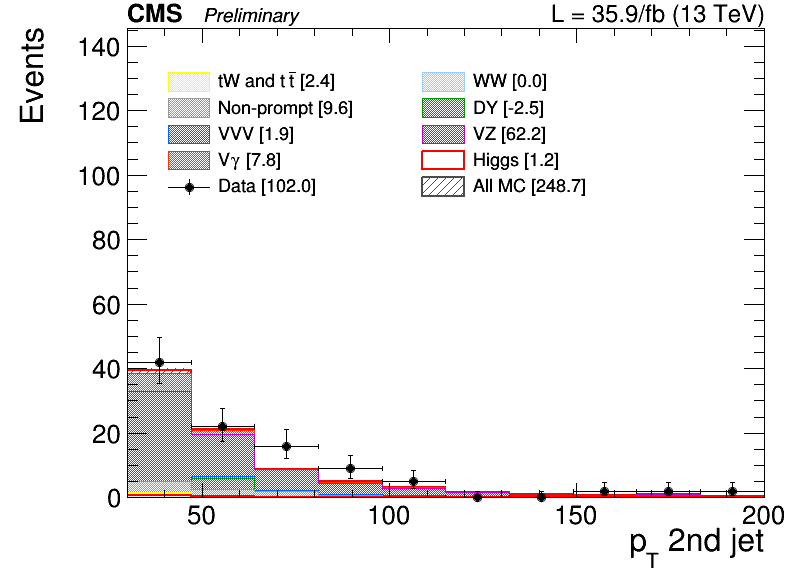 CMS Preliminary L = 35.9/fb (13 TeV)
Events
140
120
100
80
60
40
20
0
tW and t t̅ [2.4]
Non-prompt [9.6]
VVV [1.9]
Vγ [7.8]
Data [102.0]
WW [0.0]
DY [-2.5]
VZ [62.2]
Higgs [1.2]
All MC [248.7]
50 100 150 200
p_T 2nd jet